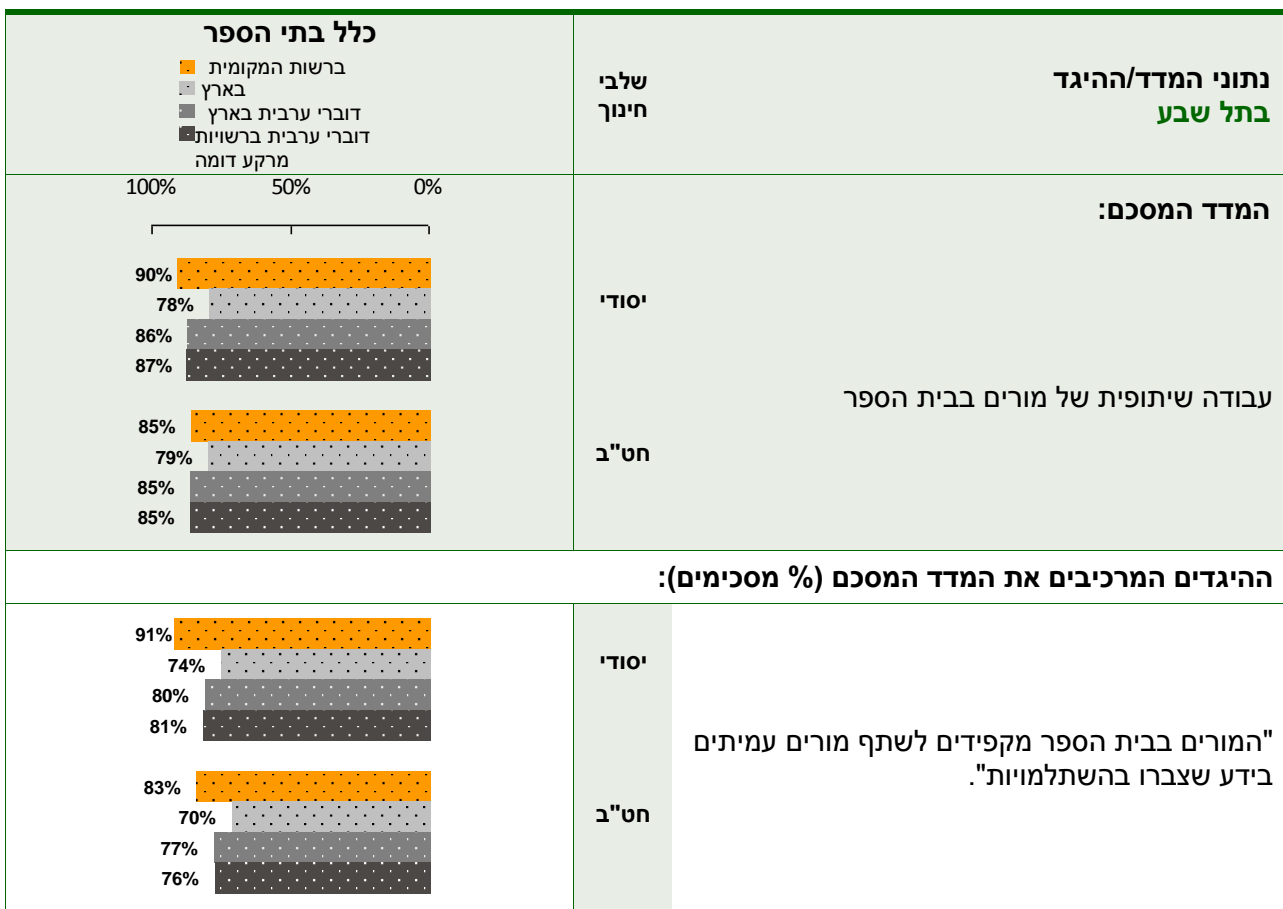 נתוני המדד/ההיגד
בתל שבע
שלבי
חינוך
כלל בתי הספר
ברשות המקומית
בארץ
דוברי ערבית בארץ
דוברי ערבית ברשויות
מרקע דומה
המדד המסכם:
0% 50% 100%
עבודה שיתופית של מורים בבית הספר
יסודי
90%
78%
86%
87%
חט"ב
85%
79%
85%
85%
ההיגדים המרכיבים את המדד המסכם (% מסכימים):
"המורים בבית הספר מקפידים לשתף מורים עמיתים
בידע שצברו בהשתלמויות".
יסודי
91%
74%
80%
81%
חט"ב
83%
70%
77%
76%